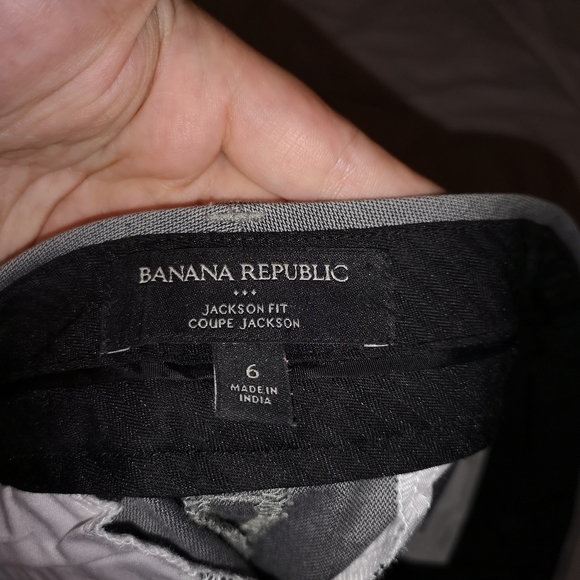 BANANA REPUBLIC
JACKSON FIT
COUPE JACKSON
6
MADE IN
INDIA